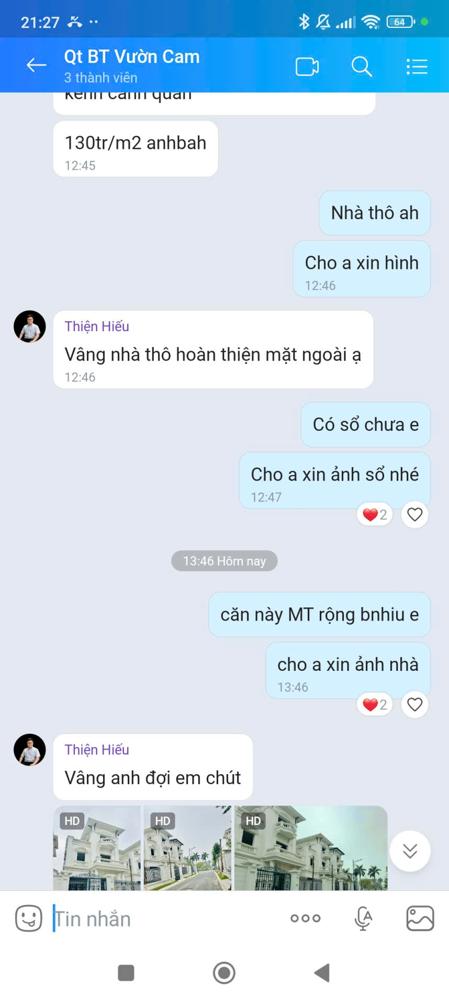 21:27
64
Qt BT Vườn Cam
3 thành viên
kênh cảnh quan
130tr/m2 anhbah
12:45
Nhà thô ah
Cho a xin hình
12:46
Thiện Hiếu
Vâng nhà thô hoàn thiện mặt ngoài ạ
12:46
Có sổ chưa e
Cho a xin ảnh sổ nhé
12:47
2
13:46 Hôm nay
căn này MT rộng bnhiu e
cho a xin ảnh nhà
13:46
2
Thiện Hiếu
Vâng anh đợi em chút
HD HD HD
Tin nhắn